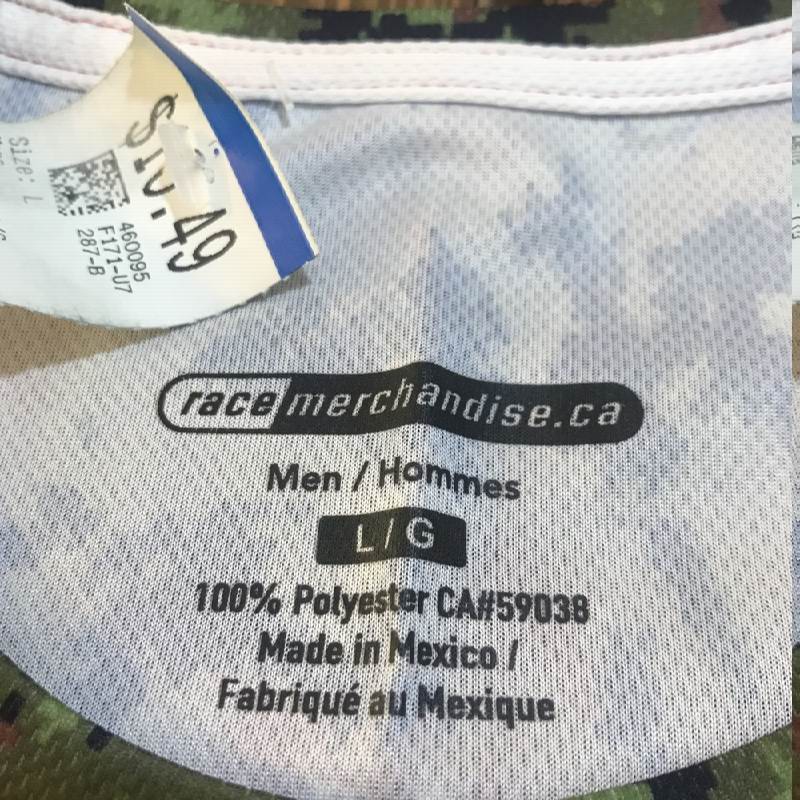 $5.49
Size: L
460095
F171-U7
287-B
racemerchandise.ca
Men / Hommes
L / G
100% Polyester CA#59038
Made in Mexico /
Fabriqué au Mexique